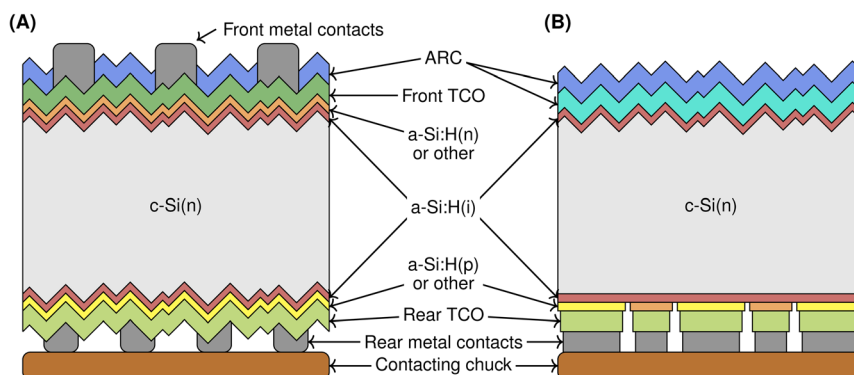 (A)
Front metal contacts
(B)
ARC
Front TCO
a-Si:H(n)
or other
c-Si(n)
a-Si:H(i)
c-Si(n)
a-Si:H(p)
or other
Rear TCO
Rear metal contacts
Contacting chuck